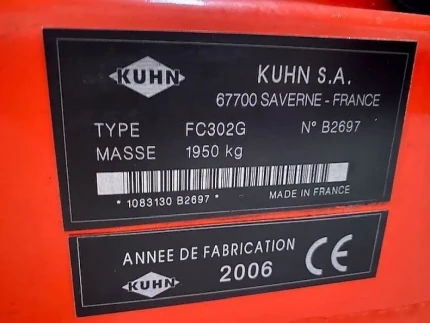 KUHN KUHN S.A.
67700 SAVERNE - FRANCE
TYPE FC302G N° B2697
MASSE 1950 kg
* 1083130 B2697 * MADE IN FRANCE
ANNEE DE FABRICATION
KUHN 2006 CE